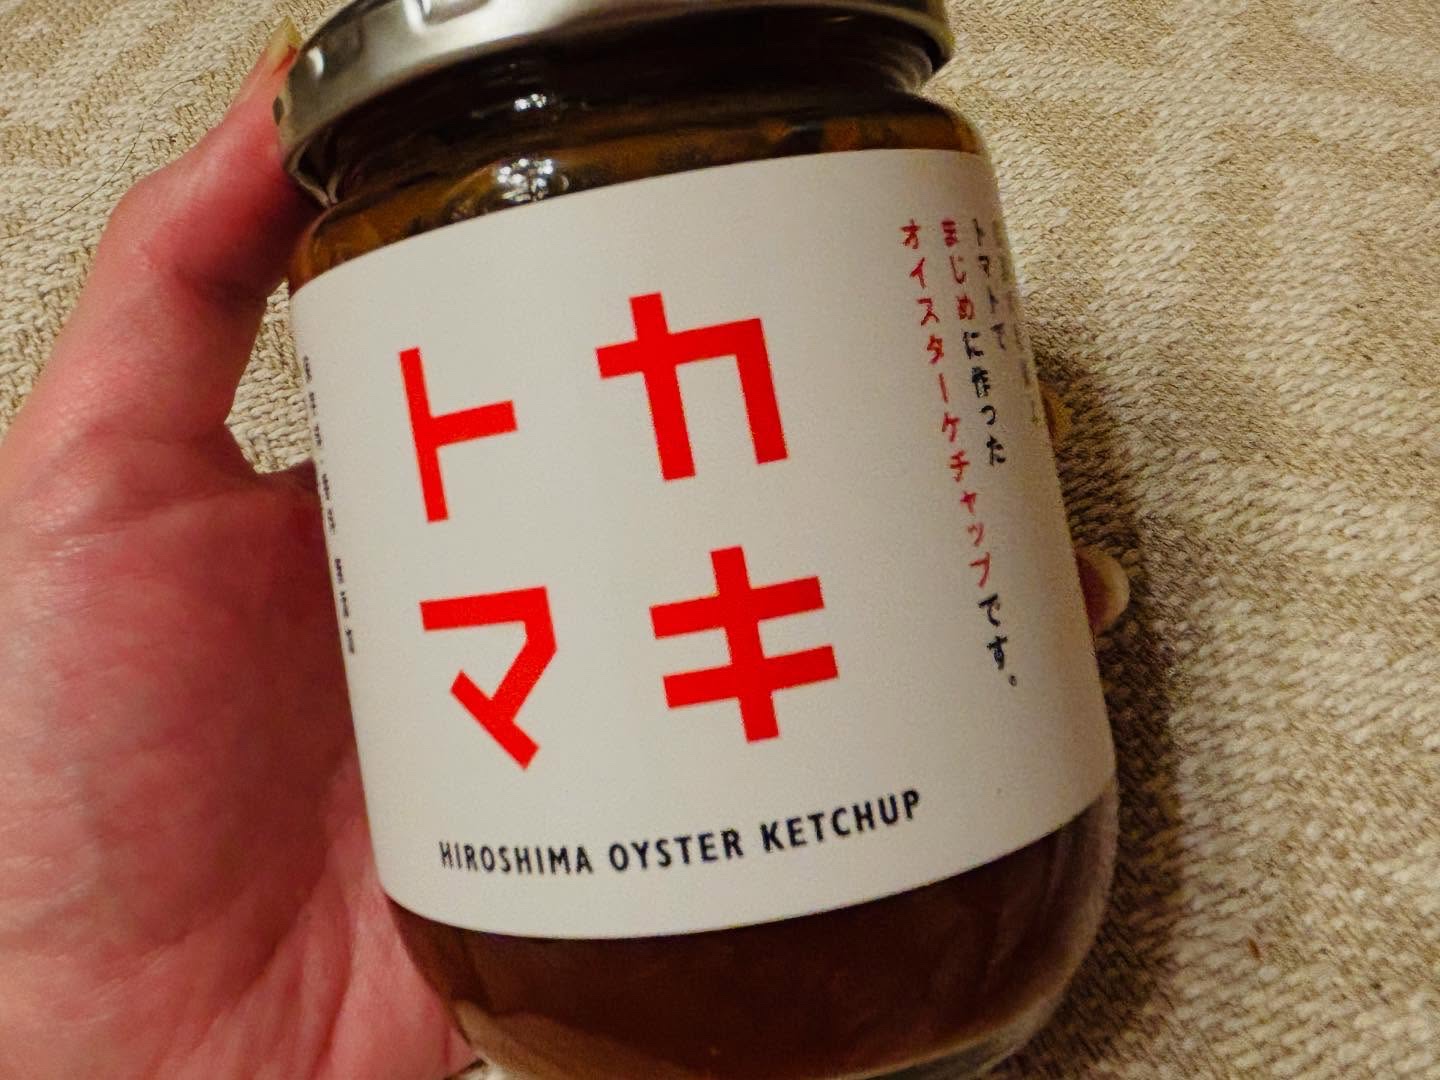 カキ
トマ
HIROSHIMA OYSTER KETCHUP
トマトで
まじめに作った
オイスターケチャップです。